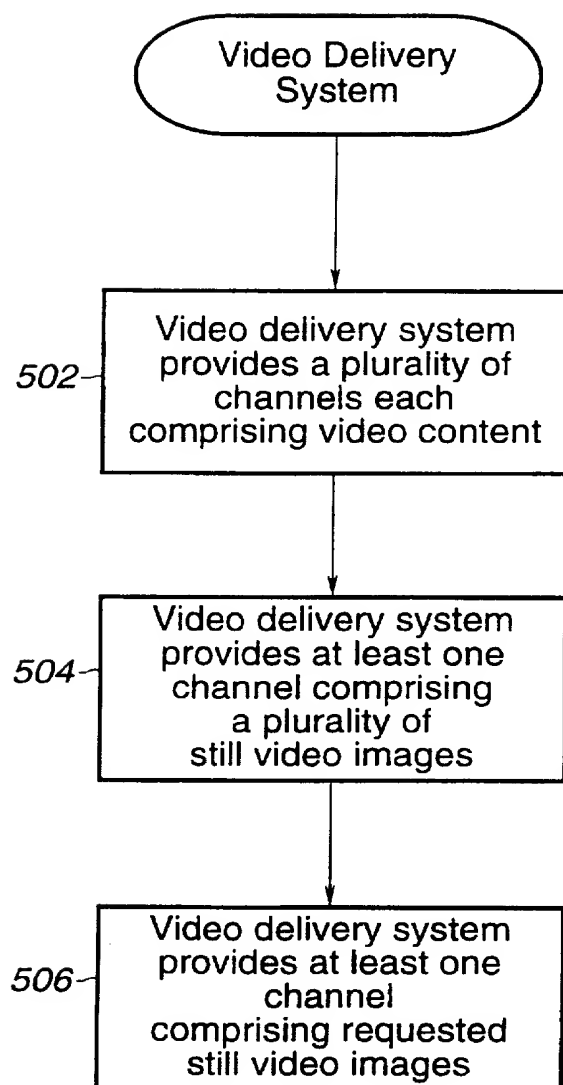 Video Delivery
System
Video delivery system
provides a plurality of
channels each
comprising video content
502
Video delivery system
provides at least one
channel comprising
a plurality of
still video images
504
Video delivery system
provides at least one
channel
comprising requested
still video images
506